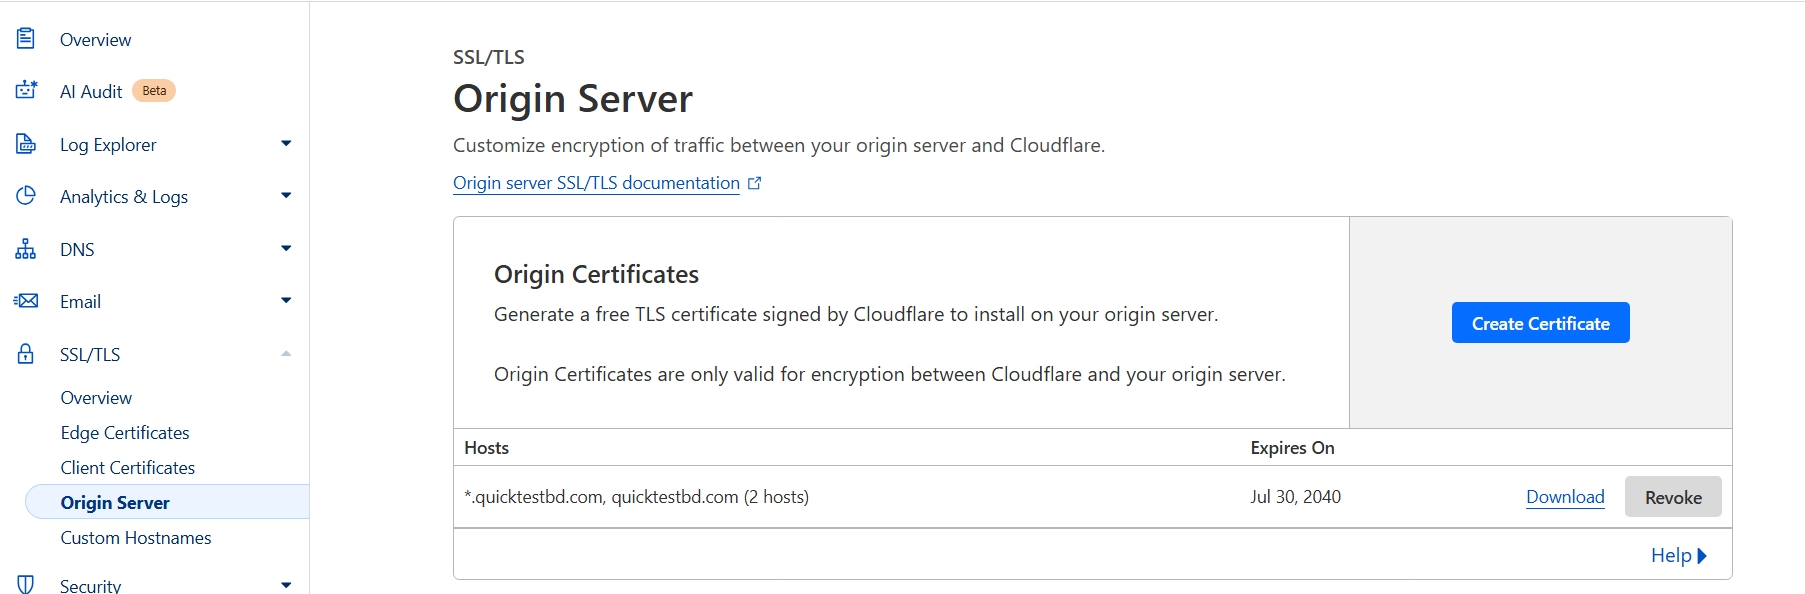 Overview
AI Audit Beta
Log Explorer
Analytics & Logs
DNS
Email
SSL/TLS
Overview
Edge Certificates
Client Certificates
Origin Server
Custom Hostnames
Security
SSL/TLS
Origin Server
Customize encryption of traffic between your origin server and Cloudflare.
Origin server SSL/TLS documentation
Origin Certificates
Generate a free TLS certificate signed by Cloudflare to install on your origin server.
Origin Certificates are only valid for encryption between Cloudflare and your origin server.
Create Certificate
Hosts Expires On
*.quicktestbd.com, quicktestbd.com (2 hosts) Jul 30, 2040 Download Revoke
Help